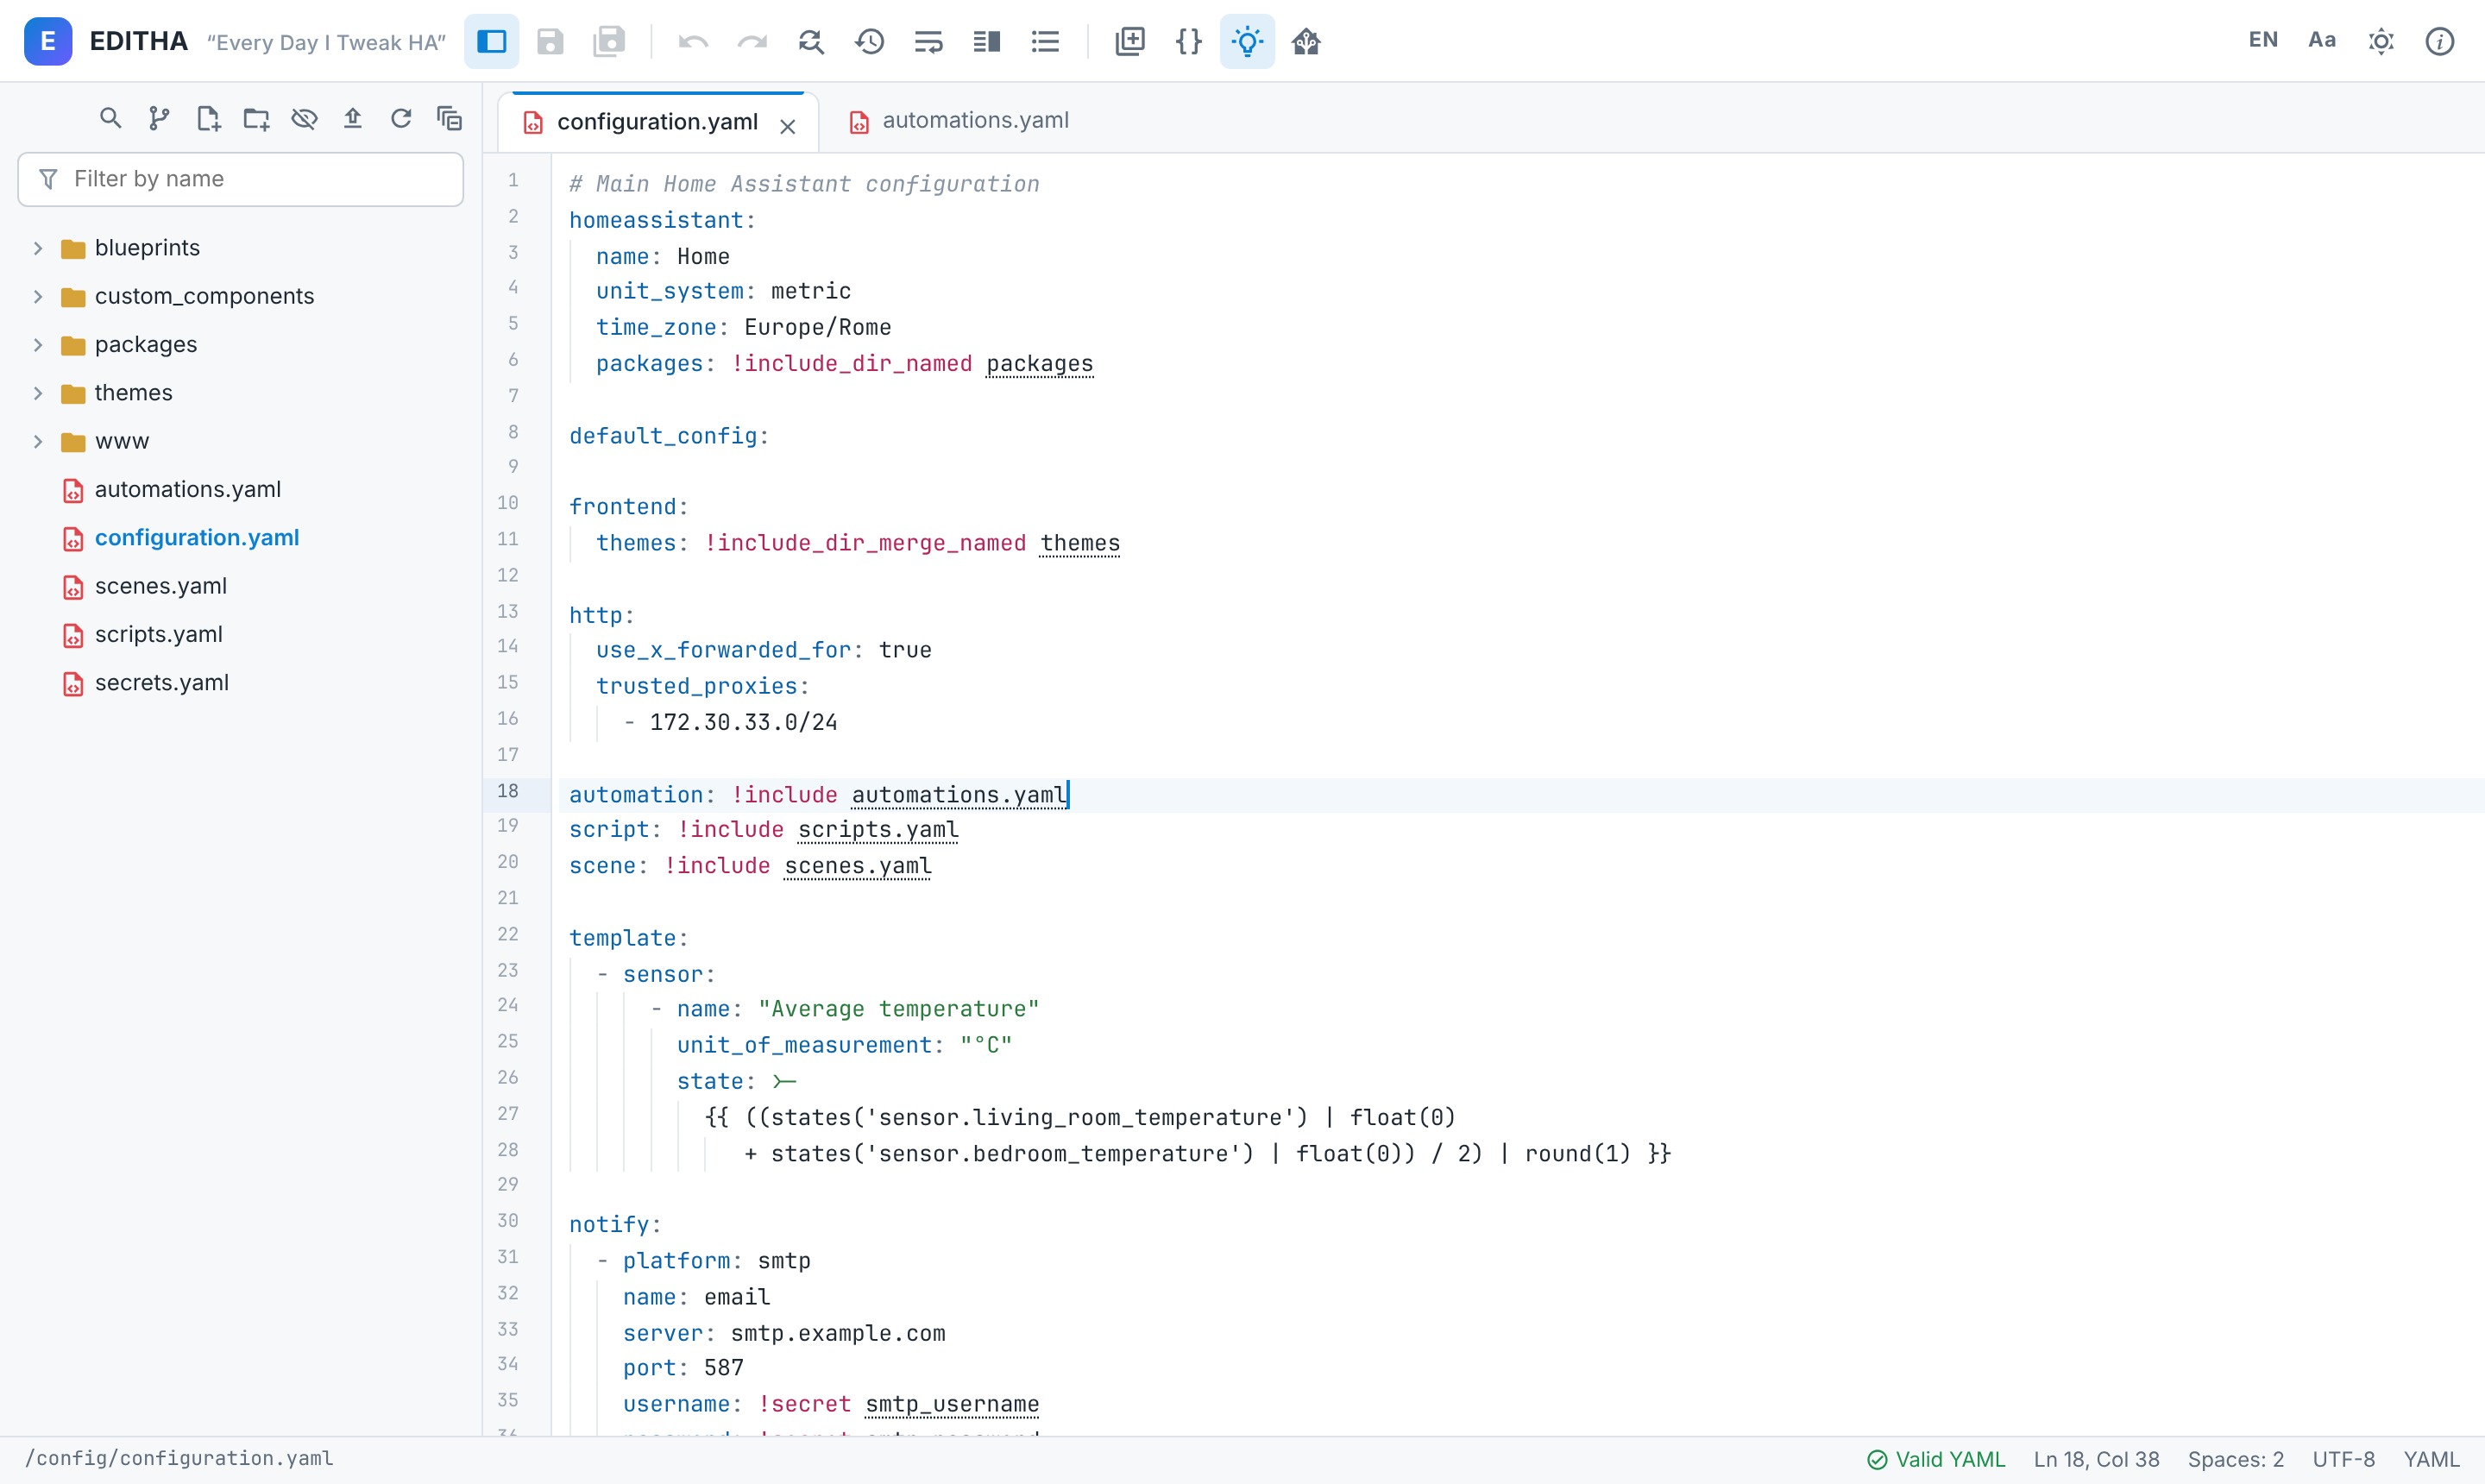 E EDITHA “Every Day I Tweak HA” EN Aa
Filter by name
blueprints
custom_components
packages
themes
www
automations.yaml
configuration.yaml
scenes.yaml
scripts.yaml
secrets.yaml
configuration.yaml automations.yaml
1 # Main Home Assistant configuration
2 homeassistant:
3   name: Home
4   unit_system: metric
5   time_zone: Europe/Rome
6   packages: !include_dir_named packages
7
8 default_config:
9
10 frontend:
11   themes: !include_dir_merge_named themes
12
13 http:
14   use_x_forwarded_for: true
15   trusted_proxies:
16     - 172.30.33.0/24
17
18 automation: !include automations.yaml
19 script: !include scripts.yaml
20 scene: !include scenes.yaml
21
22 template:
23   - sensor:
24       - name: "Average temperature"
25         unit_of_measurement: "°C"
26         state: >-
27           {{ ((states('sensor.living_room_temperature') | float(0)
28              + states('sensor.bedroom_temperature') | float(0)) / 2) | round(1) }}
29
30 notify:
31   - platform: smtp
32     name: email
33     server: smtp.example.com
34     port: 587
35     username: !secret smtp_username
/config/configuration.yaml Valid YAML Ln 18, Col 38 Spaces: 2 UTF-8 YAML